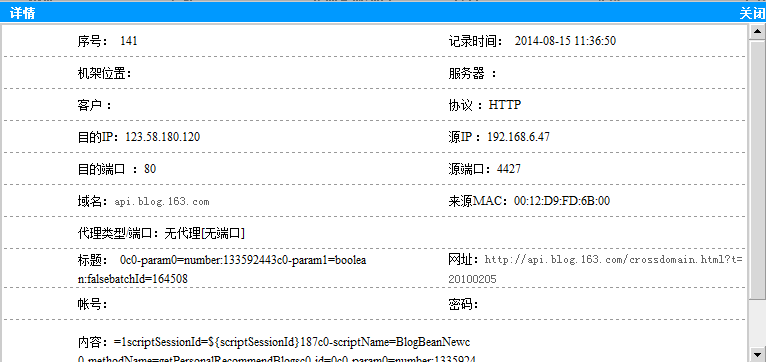 详情 关闭
序号： 141 记录时间： 2014-08-15 11:36:50
机架位置： 服务器 ：
客户 ： 协议 ：HTTP
目的IP：123.58.180.120 源IP ：192.168.6.47
目的端口 ：80 源端口：4427
域名：api.blog.163.com 来源MAC：00:12:D9:FD:6B:00
代理类型/端口：无代理[无端口]
标题： 0c0-param0=number:133592443c0-param1=boolea 网址：http://api.blog.163.com/crossdomain.html?t=
n:falsebatchId=164508 20100205
帐号： 密码：
内容：=1scriptSessionId=${scriptSessionId}187c0-scriptName=BlogBeanNewc
0-methodName=getPersonalRecommendBlogsc0-id=0c0-param0=number:1335924